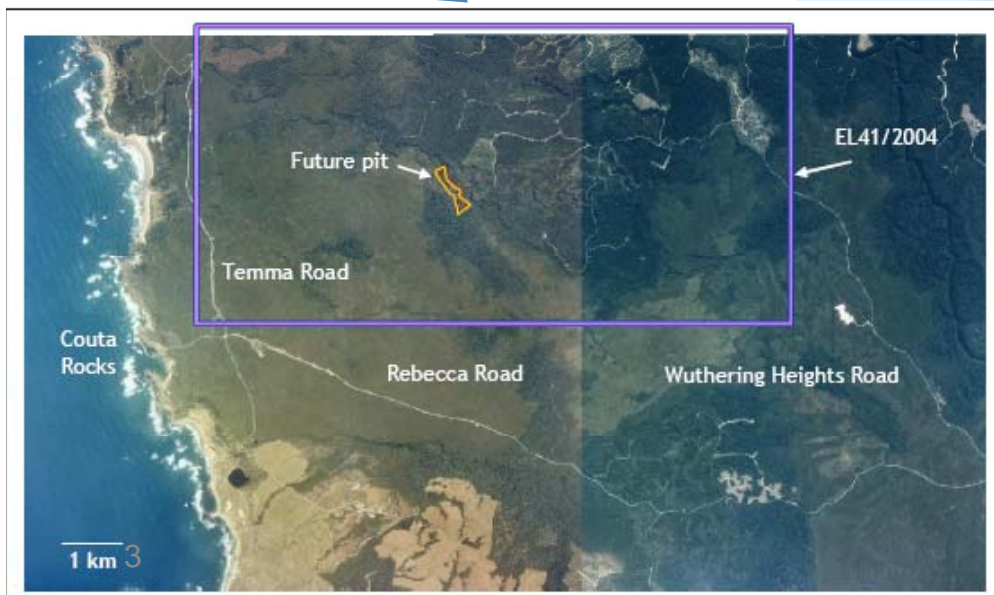 EL41/2004
Future pit
Temma Road
Couta
Rocks
Rebecca Road
Wuthering Heights Road
1 km 3